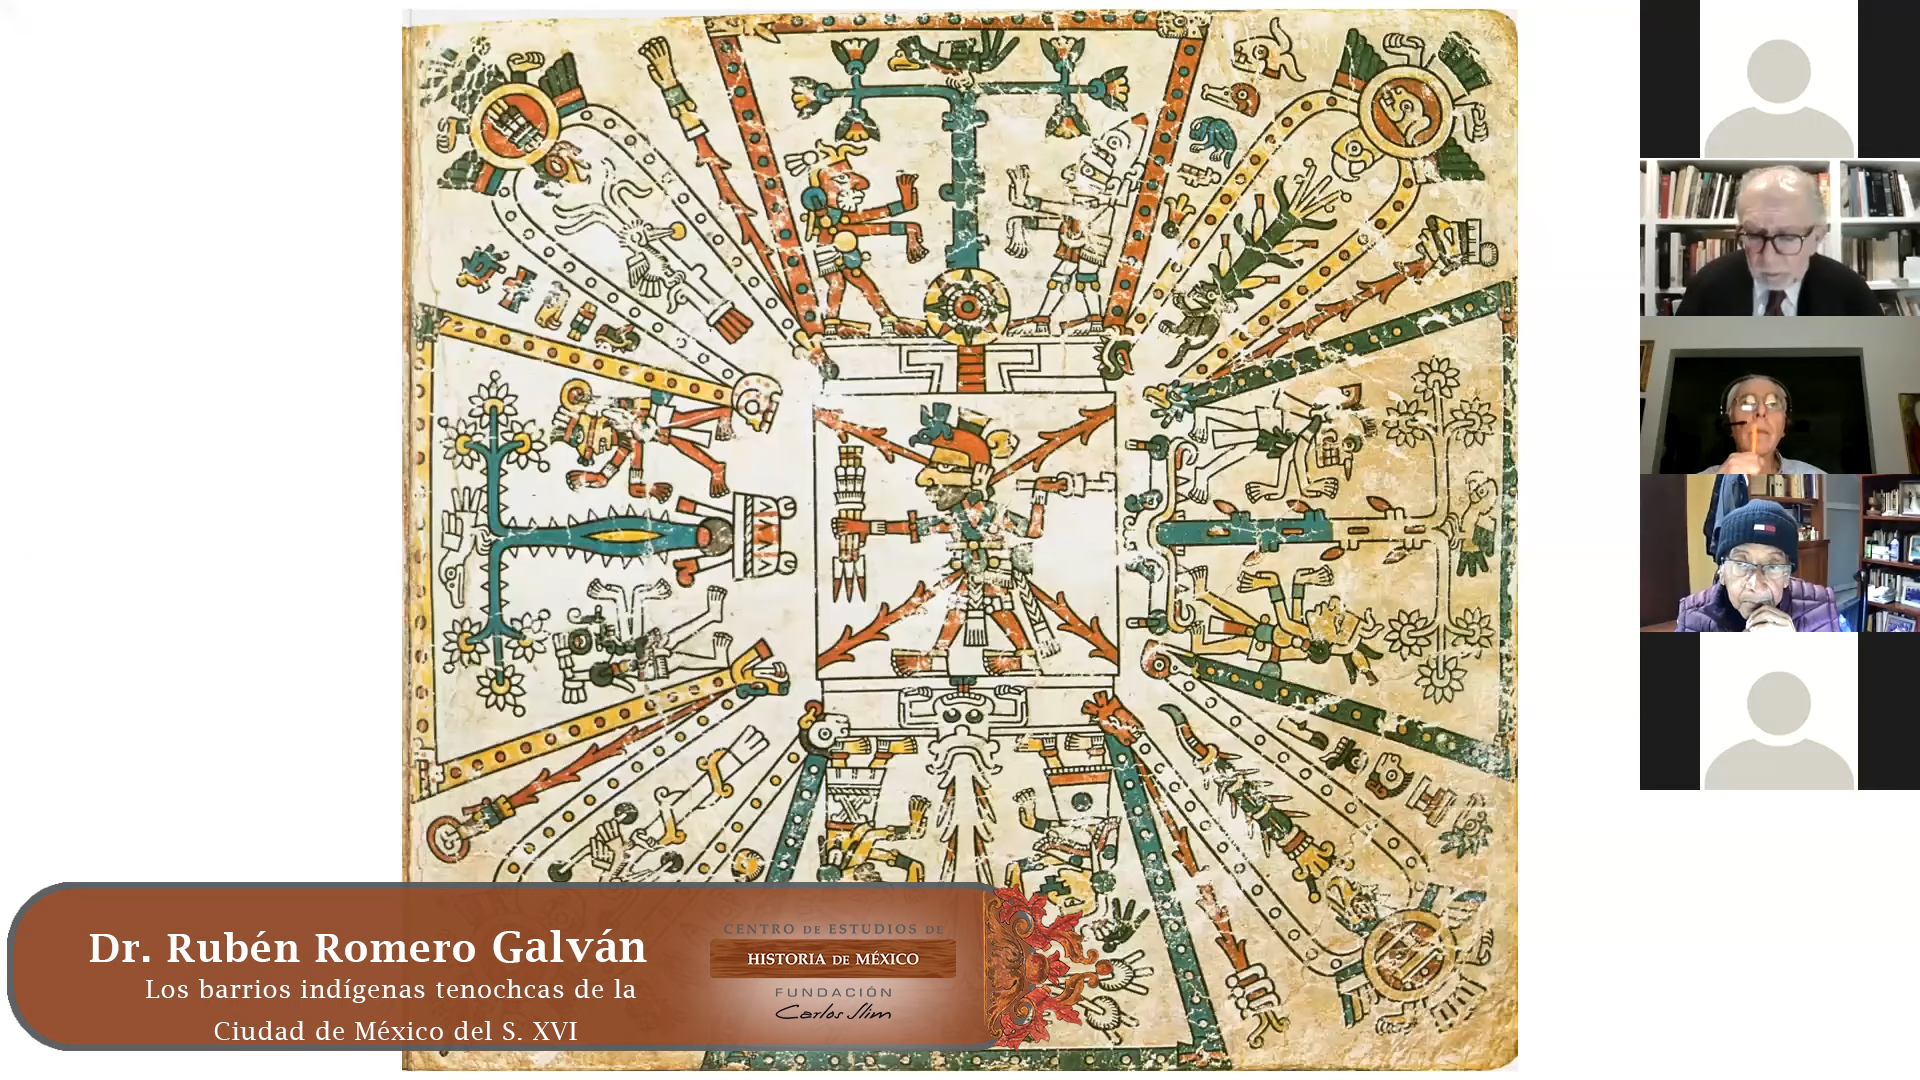 Dr. Rubén Romero Galván
Los barrios indígenas tenochcas de la
Ciudad de México del S. XVI
CENTRO DE ESTUDIOS DE
HISTORIA DE MÉXICO
FUNDACIÓN
Carlos Slim